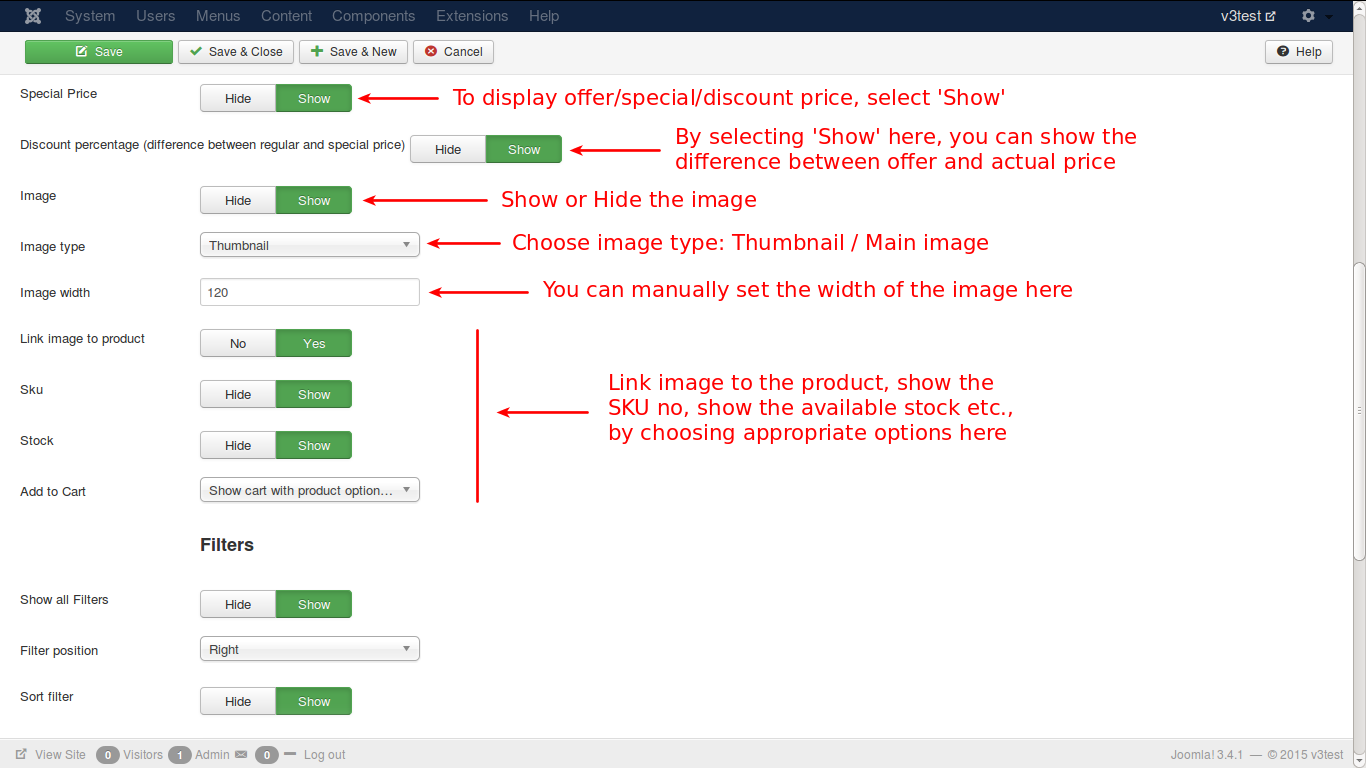 System Users Menus Content Components Extensions Help v3test
Save Save & Close Save & New Cancel Help
Special Price Hide Show To display offer/special/discount price, select 'Show'
Discount percentage (difference between regular and special price) Hide Show
By selecting 'Show' here, you can show the
difference between offer and actual price
Image Hide Show Show or Hide the image
Image type Thumbnail Choose image type: Thumbnail / Main image
Image width 120 You can manually set the width of the image here
Link image to product No Yes
Sku Hide Show
Link image to the product, show the
SKU no, show the available stock etc.,
by choosing appropriate options here
Stock Hide Show
Add to Cart Show cart with product option...
Filters
Show all Filters Hide Show
Filter position Right
Sort filter Hide Show
View Site 0 Visitors 1 Admin 0 Log out Joomla! 3.4.1 — © 2015 v3test